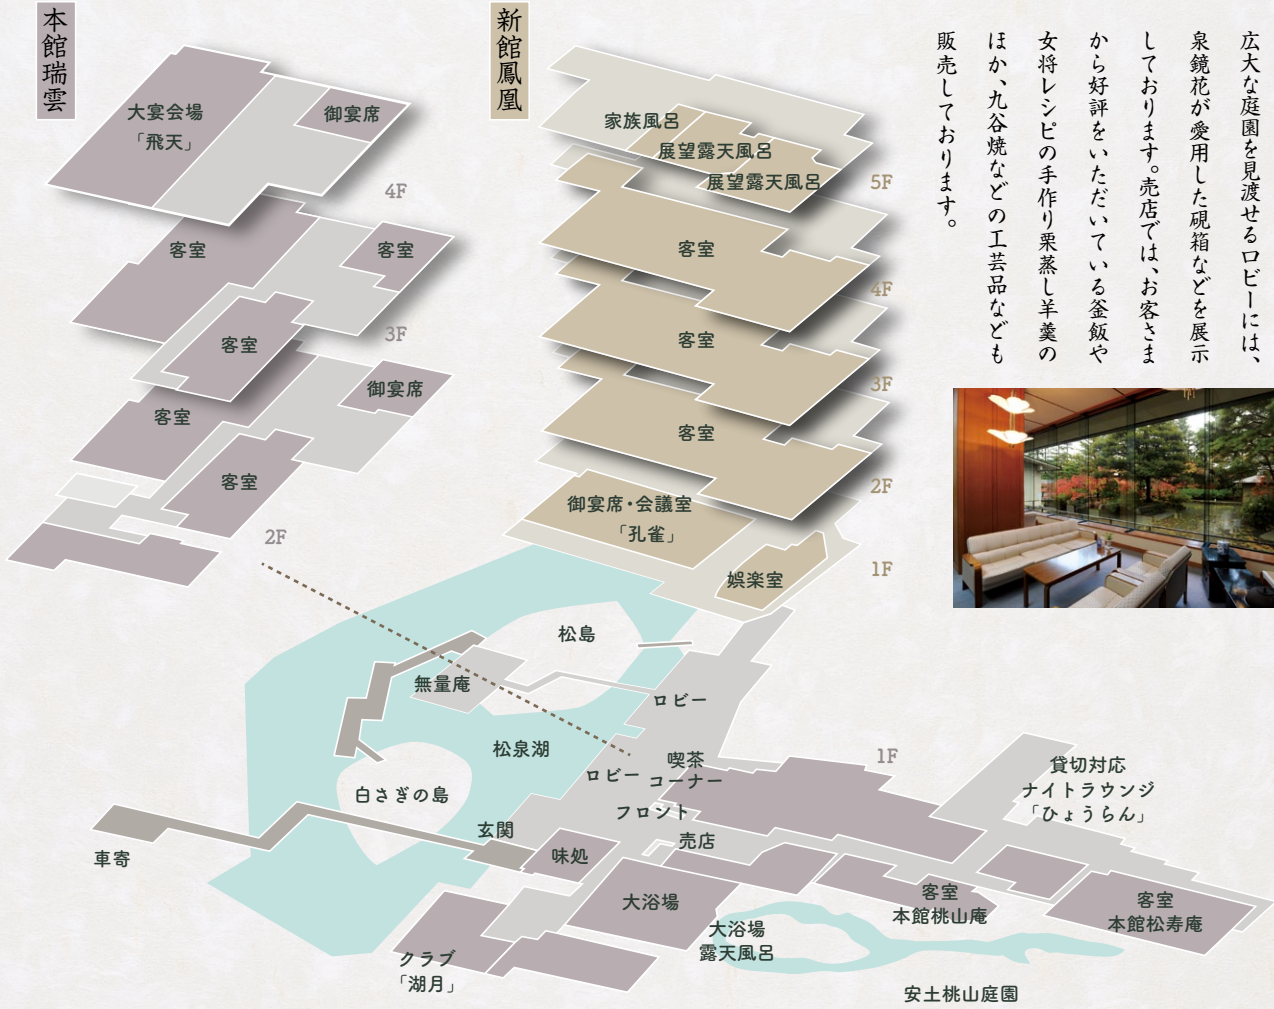 広大な庭園を見渡せるロビーには、
泉鏡花が愛用した硯箱などを展示
しております。売店では、お客さま
から好評をいただいている釜飯や
女将レシピの手作り栗蒸し羊羹の
ほか、九谷焼などの工芸品なども
販売しております。
新館鳳凰
家族風呂
展望露天風呂
展望露天風呂
5F
客室
4F
客室
3F
客室
2F
御宴席・会議室
「孔雀」
娯楽室
1F
本館瑞雲
大宴会場
「飛天」
御宴席
4F
客室
客室
客室
3F
御宴席
客室
客室
2F
松島
無量庵
ロビー
松泉湖
喫茶
コーナー
ロビー
1F
貸切対応
ナイトラウンジ
「ひょうらん」
白さぎの島
フロント
玄関
売店
車寄
味処
大浴場
客室
本館桃山庵
客室
本館松寿庵
大浴場
露天風呂
クラブ
「湖月」
安土桃山庭園